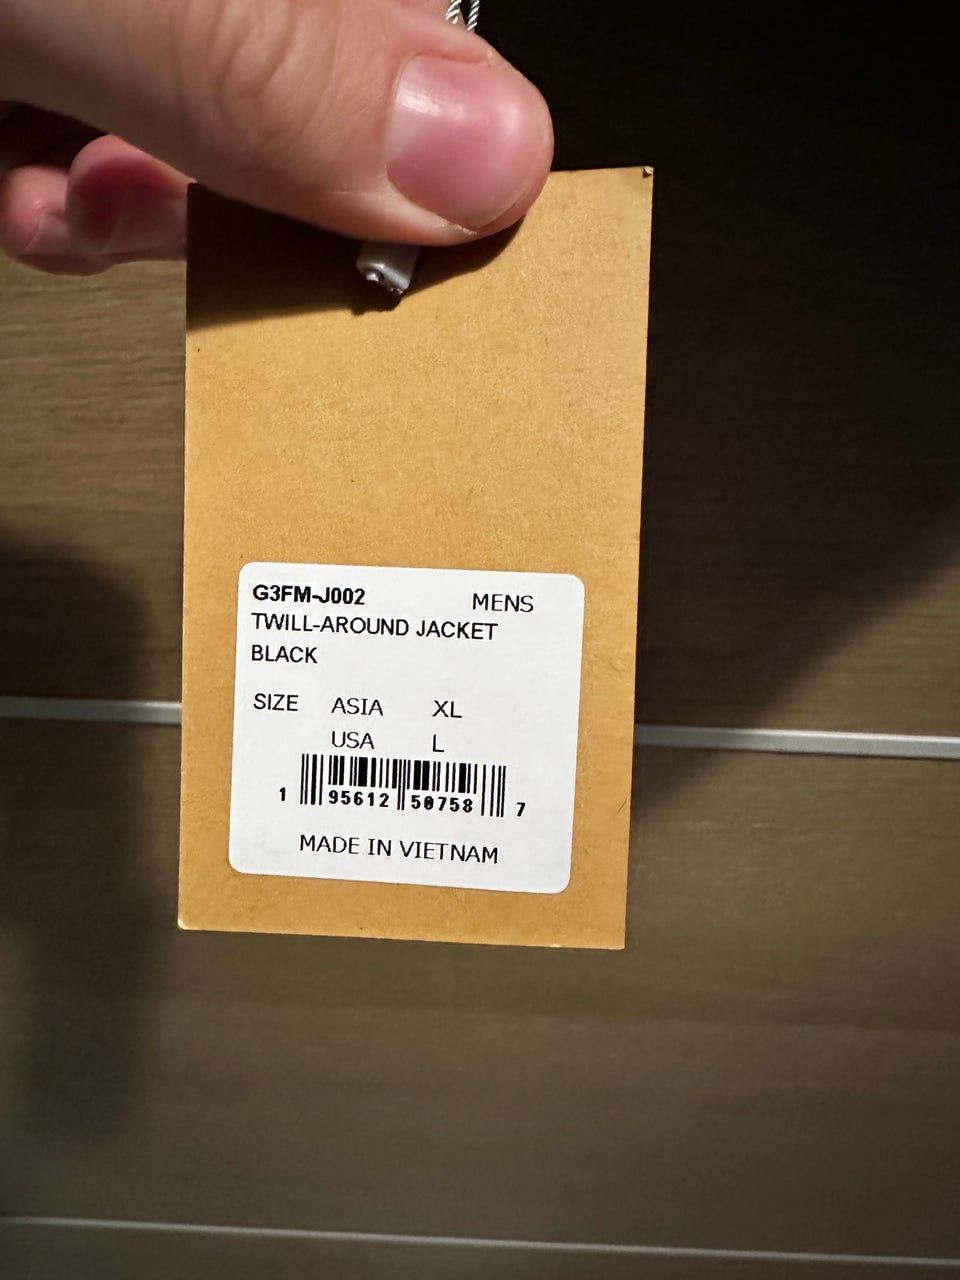 G3FM-J002 MENS
TWILL-AROUND JACKET
BLACK
SIZE ASIA XL
USA L
1 95612 50758 7
MADE IN VIETNAM